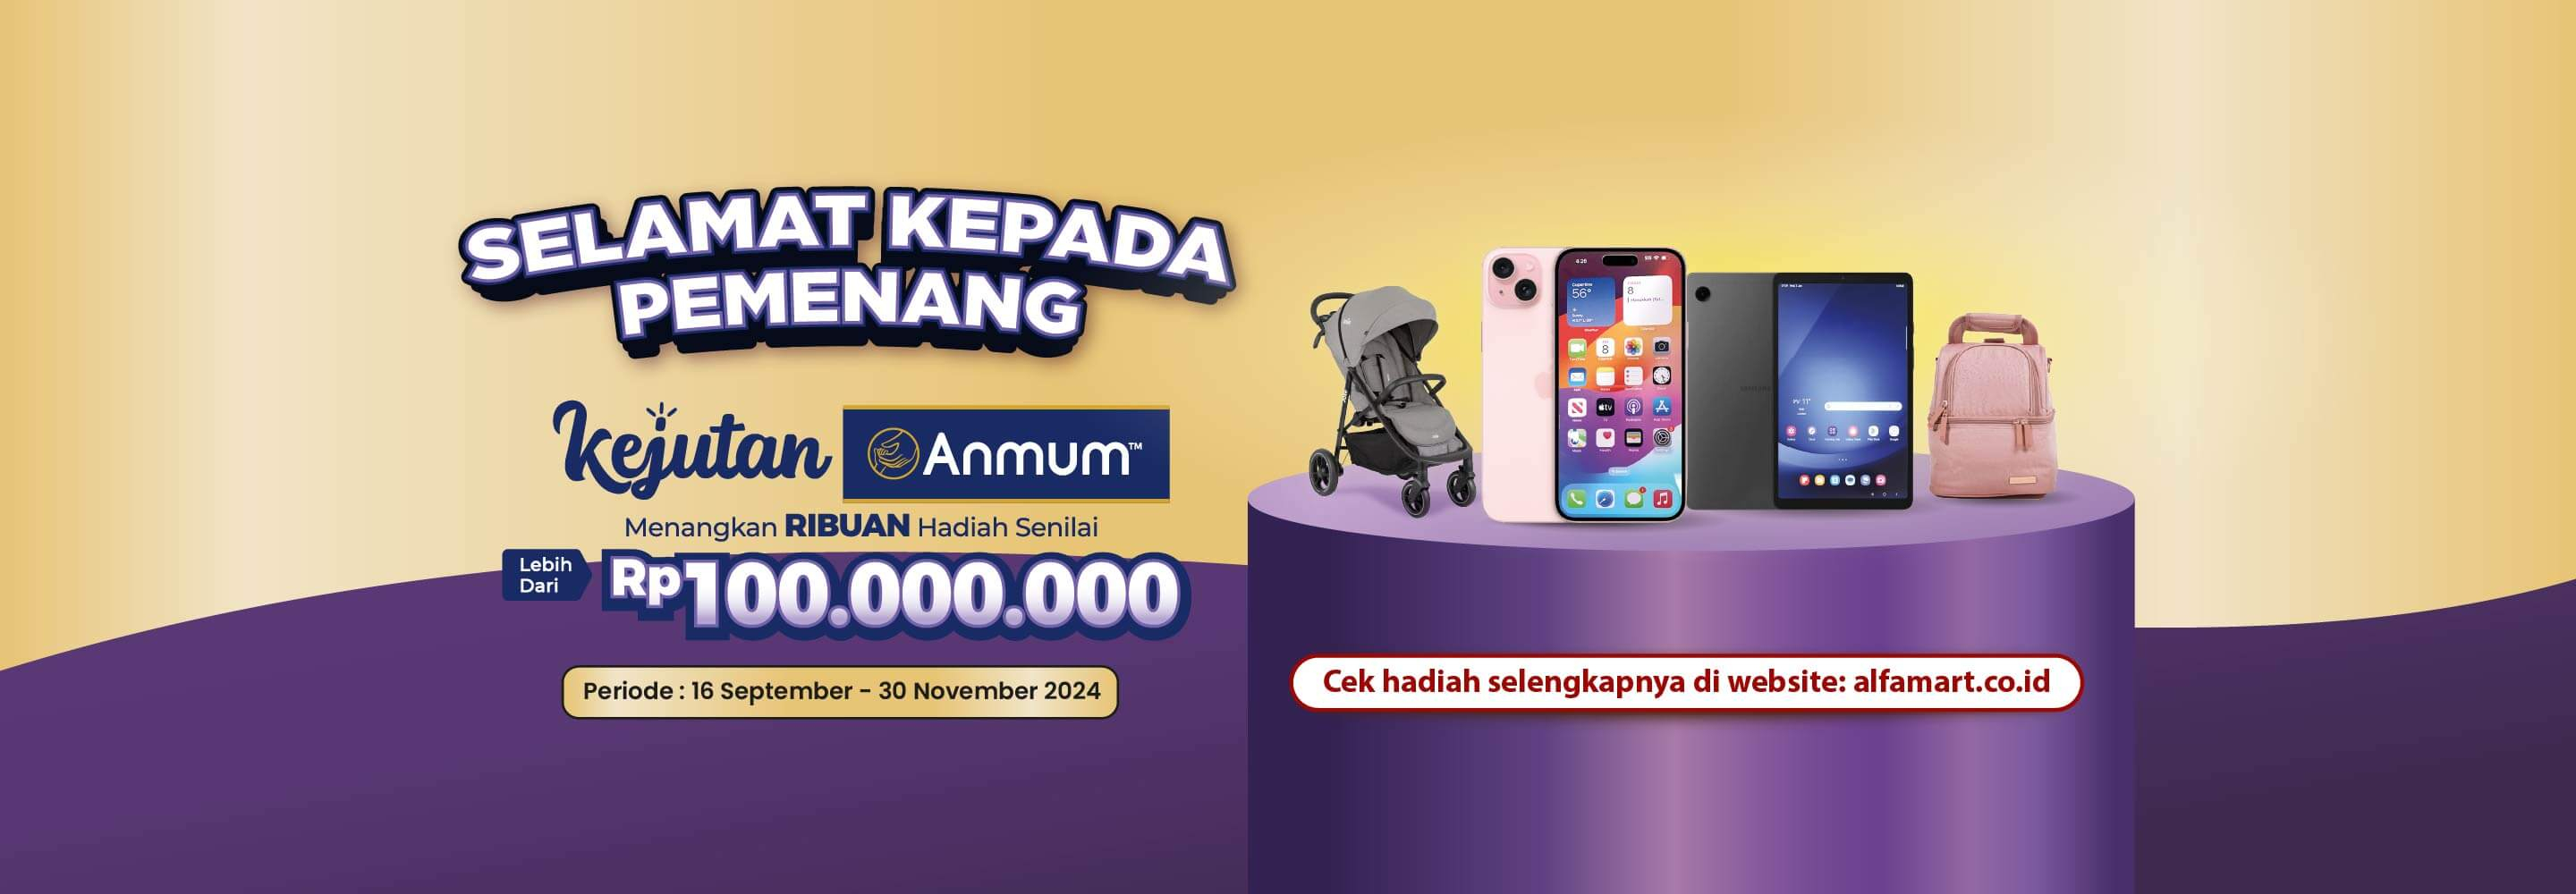 SELAMAT KEPADA
PEMENANG
kejutan Anmum™
Menangkan RIBUAN Hadiah Senilai
Lebih
Dari
Rp100.000.000
Periode : 16 September - 30 November 2024
Cek hadiah selengkapnya di website: alfamart.co.id